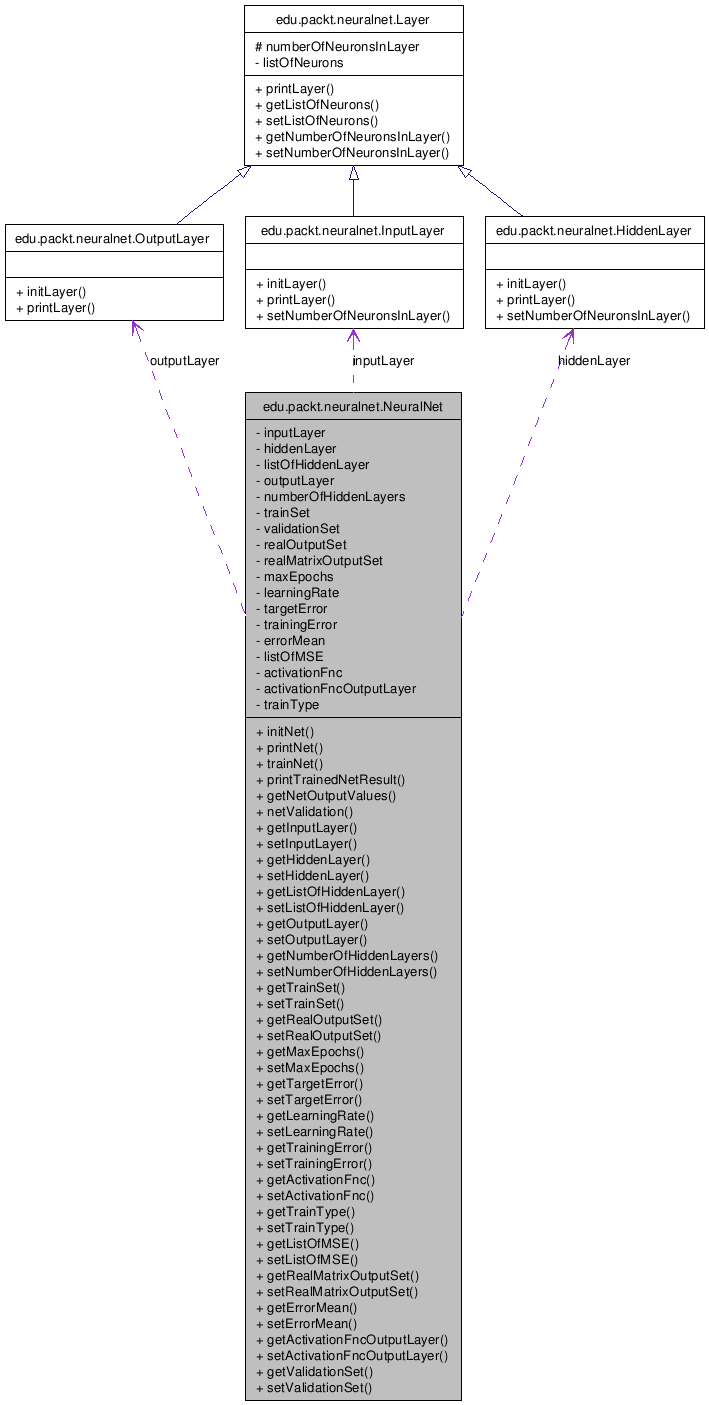 edu.packt.neuralnet.Layer
# numberOfNeuronsInLayer
- listOfNeurons
+ printLayer()
+ getListOfNeurons()
+ setListOfNeurons()
+ getNumberOfNeuronsInLayer()
+ setNumberOfNeuronsInLayer()
edu.packt.neuralnet.OutputLayer
+ initLayer()
+ printLayer()
edu.packt.neuralnet.InputLayer
+ initLayer()
+ printLayer()
+ setNumberOfNeuronsInLayer()
edu.packt.neuralnet.HiddenLayer
+ initLayer()
+ printLayer()
+ setNumberOfNeuronsInLayer()
outputLayer
inputLayer
hiddenLayer
edu.packt.neuralnet.NeuralNet
- inputLayer
- hiddenLayer
- listOfHiddenLayer
- outputLayer
- numberOfHiddenLayers
- trainSet
- validationSet
- realOutputSet
- realMatrixOutputSet
- maxEpochs
- learningRate
- targetError
- trainingError
- errorMean
- listOfMSE
- activationFnc
- activationFncOutputLayer
- trainType
+ initNet()
+ printNet()
+ trainNet()
+ printTrainedNetResult()
+ getNetOutputValues()
+ netValidation()
+ getInputLayer()
+ setInputLayer()
+ getHiddenLayer()
+ setHiddenLayer()
+ getListOfHiddenLayer()
+ setListOfHiddenLayer()
+ getOutputLayer()
+ setOutputLayer()
+ getNumberOfHiddenLayers()
+ setNumberOfHiddenLayers()
+ getTrainSet()
+ setTrainSet()
+ getRealOutputSet()
+ setRealOutputSet()
+ getMaxEpochs()
+ setMaxEpochs()
+ getTargetError()
+ setTargetError()
+ getLearningRate()
+ setLearningRate()
+ getTrainingError()
+ setTrainingError()
+ getActivationFnc()
+ setActivationFnc()
+ getTrainType()
+ setTrainType()
+ getListOfMSE()
+ setListOfMSE()
+ getRealMatrixOutputSet()
+ setRealMatrixOutputSet()
+ getErrorMean()
+ setErrorMean()
+ getActivationFncOutputLayer()
+ setActivationFncOutputLayer()
+ getValidationSet()
+ setValidationSet()